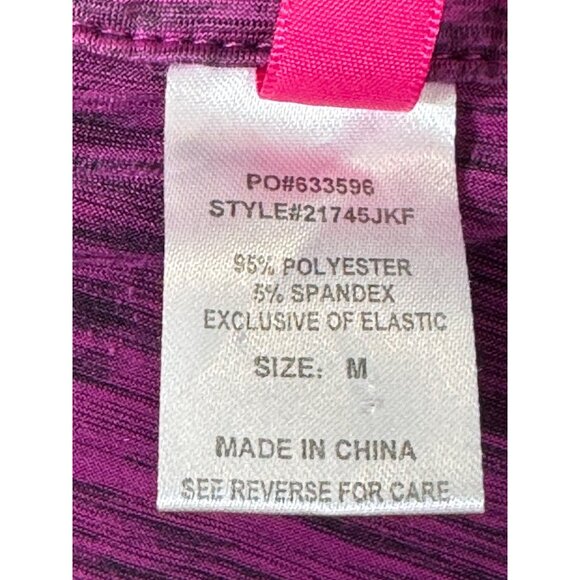 PO#633596
STYLE#21745JKF
95% POLYESTER
5% SPANDEX
EXCLUSIVE OF ELASTIC
SIZE: M
MADE IN CHINA
SEE REVERSE FOR CARE